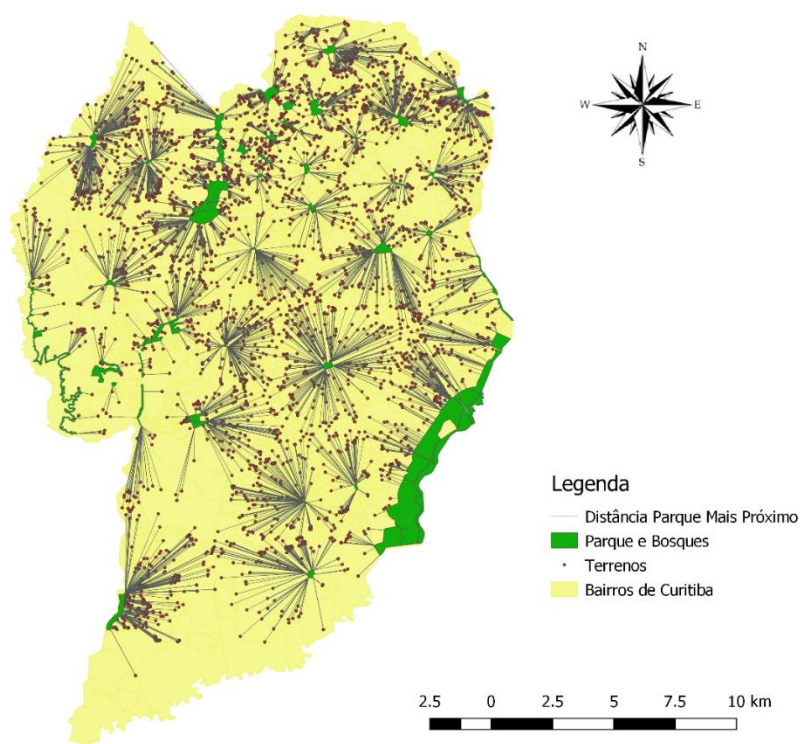 N
W
E
S
Legenda
Distância Parque Mais Próximo
Parque e Bosques
Terrenos
Bairros de Curitiba
2.5 0 2.5 5 7.5 10 km